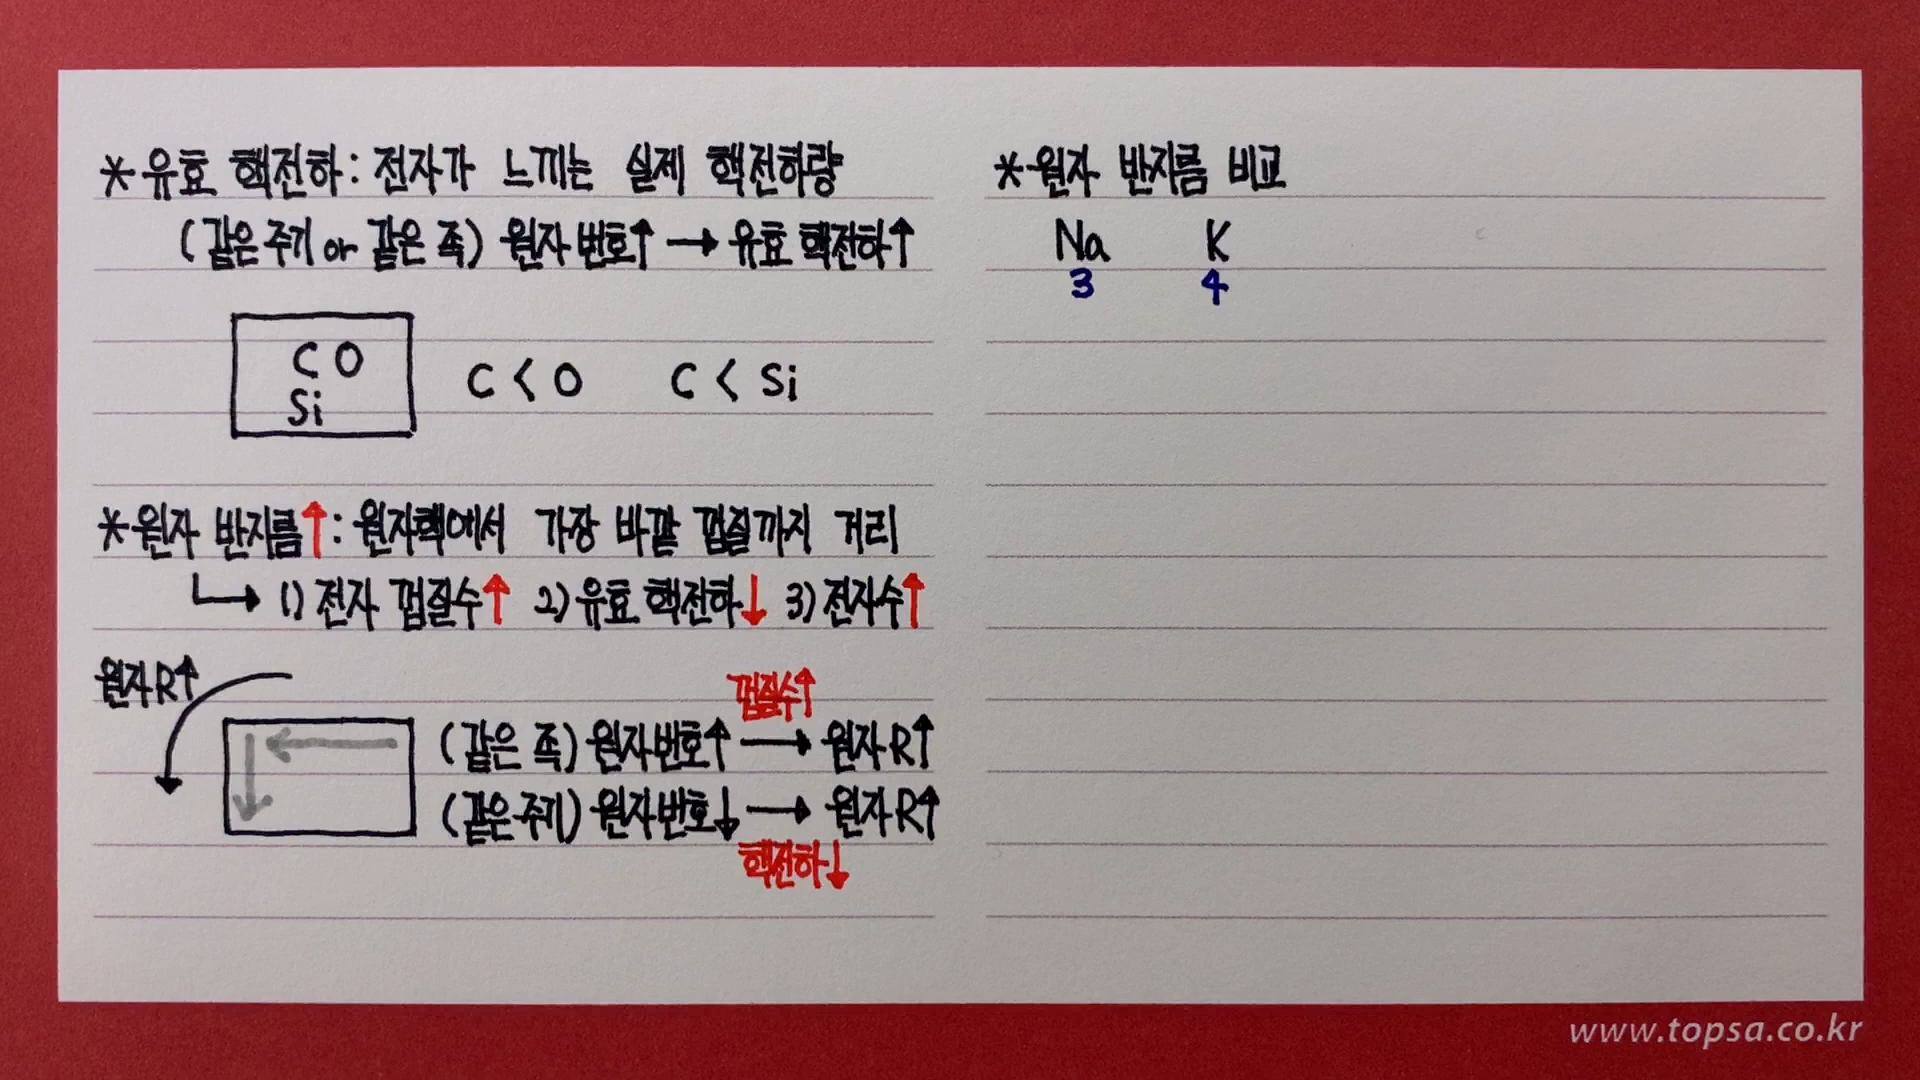 *유효 핵전하: 전자가 느끼는 실제 핵전하량
(같은 주기 or 같은 족) 원자 번호↑ → 유효 핵전하↑
C O
Si
C < O
C < Si
*원자 반지름↑: 원자핵에서 가장 바깥 껍질까지 거리
↳ 1) 전자 껍질수↑ 2) 유효 핵전하↓ 3) 전자수↑
원자R↑
껍질수↑
(같은 족) 원자번호↑ → 원자R↑
(같은주기) 원자번호↓ → 원자R↑
핵전하↓
*원자 반지름 비교
Na K
3 4
www.topsa.co.kr